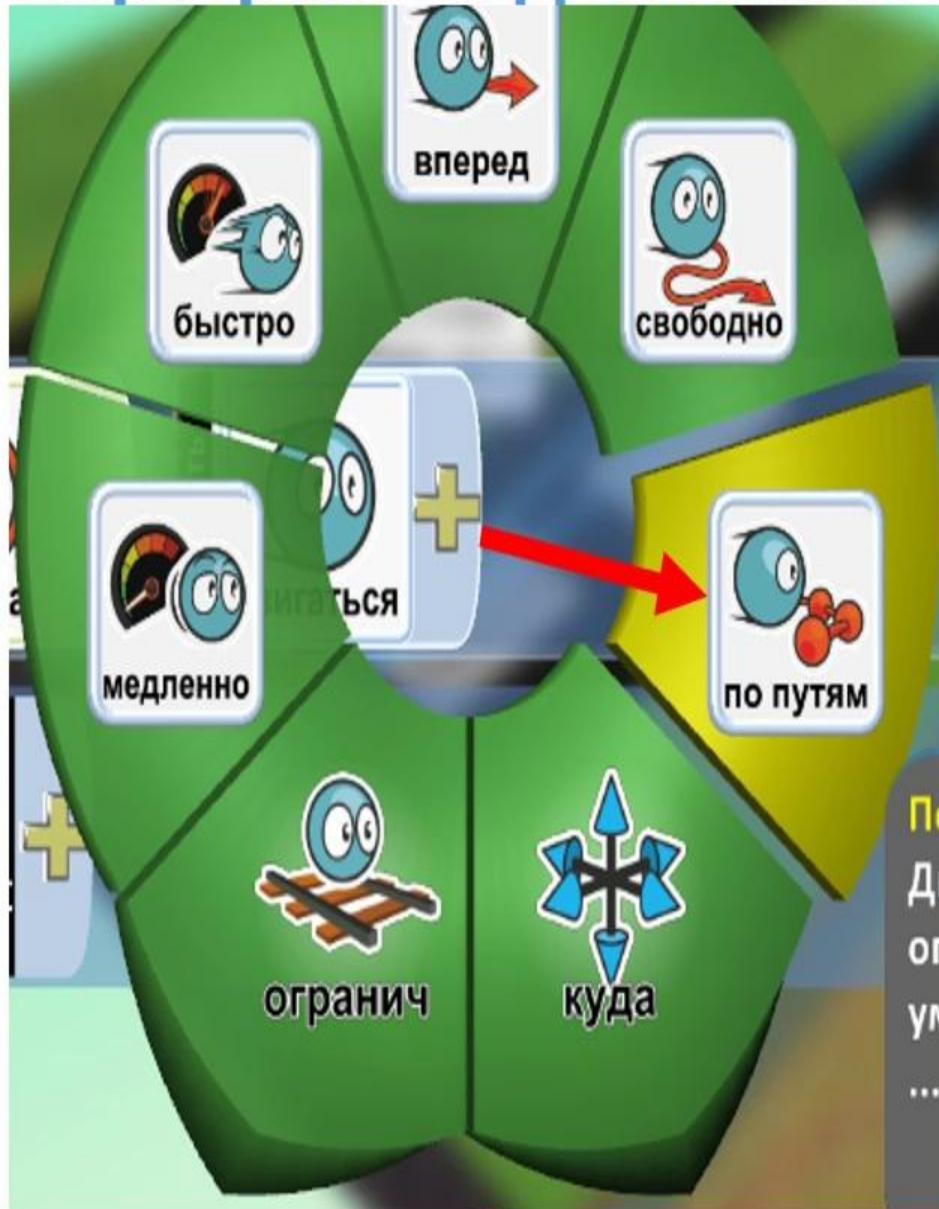 вперед
быстро
свободно
медленно
по путям
огранич
куда
...